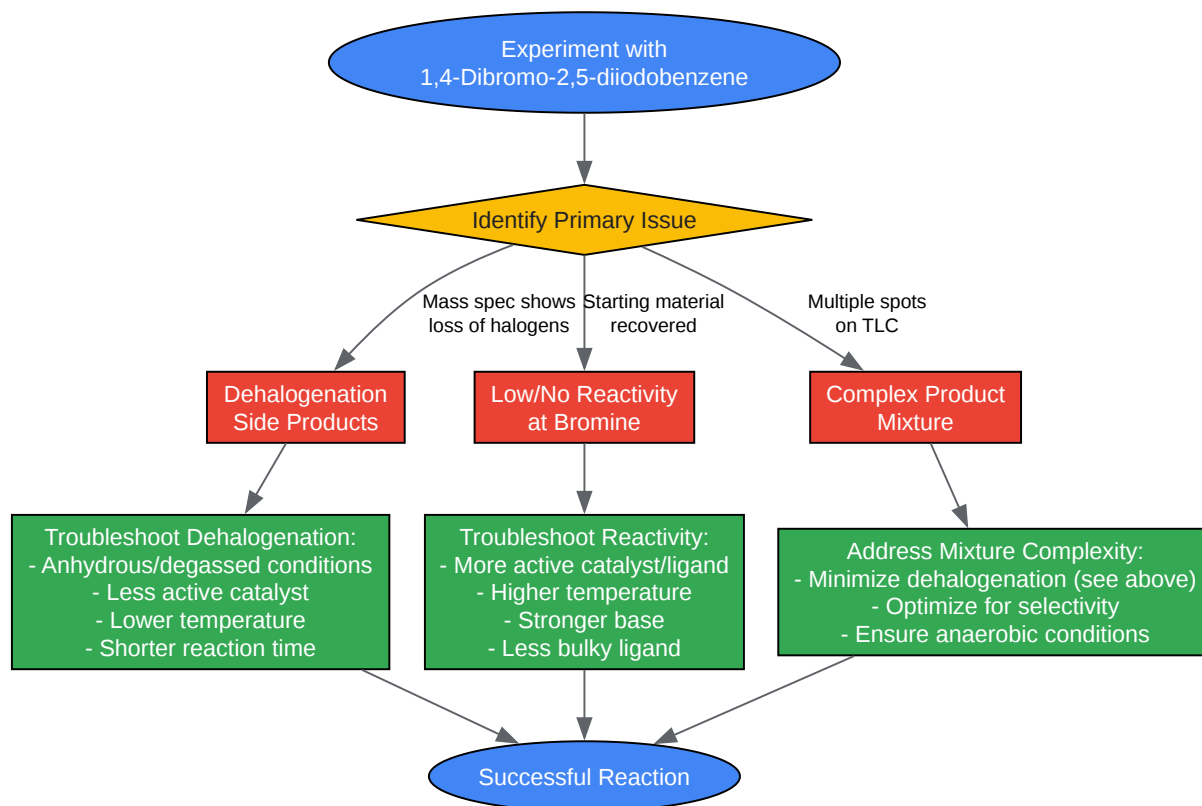 Experiment with
1,4-Dibromo-2,5-diiodobenzene
Identify Primary Issue
Mass spec shows
loss of halogens
Starting material
recovered
Multiple spots
on TLC
Dehalogenation
Side Products
Low/No Reactivity
at Bromine
Complex Product
Mixture
Troubleshoot Dehalogenation:
- Anhydrous/degassed conditions
- Less active catalyst
- Lower temperature
- Shorter reaction time
Troubleshoot Reactivity:
- More active catalyst/ligand
- Higher temperature
- Stronger base
- Less bulky ligand
Address Mixture Complexity:
- Minimize dehalogenation (see above)
- Optimize for selectivity
- Ensure anaerobic conditions
Successful Reaction